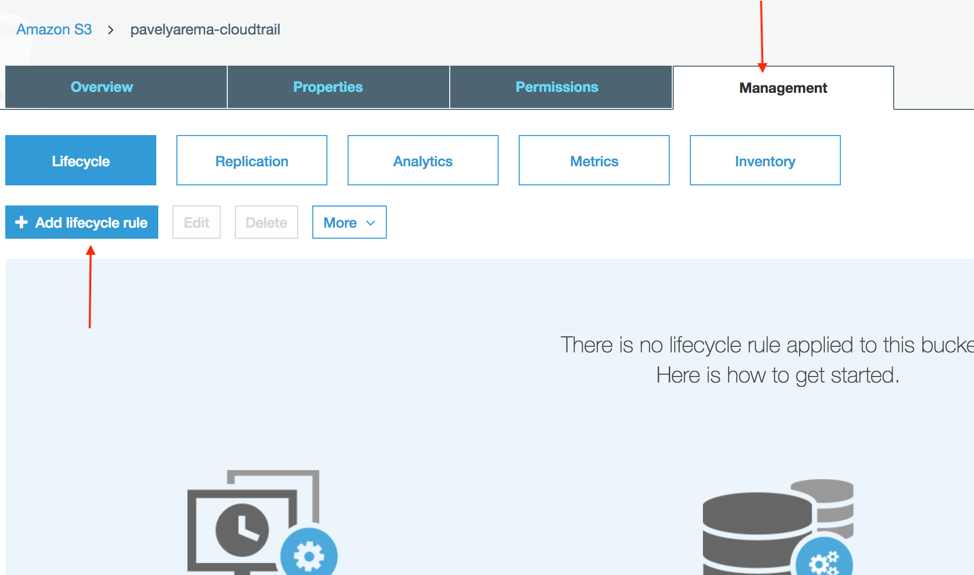 Amazon S3 > pavelyarema-cloudtrail
Overview Properties Permissions Management
Lifecycle Replication Analytics Metrics Inventory
+ Add lifecycle rule Edit Delete More
There is no lifecycle rule applied to this bucke
Here is how to get started.